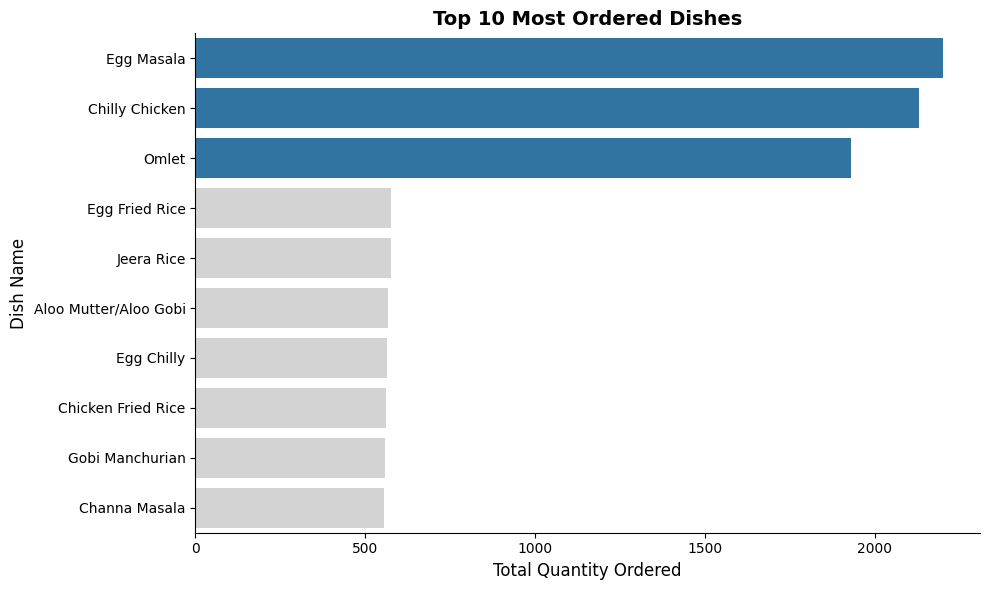 Top 10 Most Ordered Dishes
Dish Name
Egg Masala
Chilly Chicken
Omlet
Egg Fried Rice
Jeera Rice
Aloo Mutter/Aloo Gobi
Egg Chilly
Chicken Fried Rice
Gobi Manchurian
Channa Masala
0 500 1000 1500 2000
Total Quantity Ordered